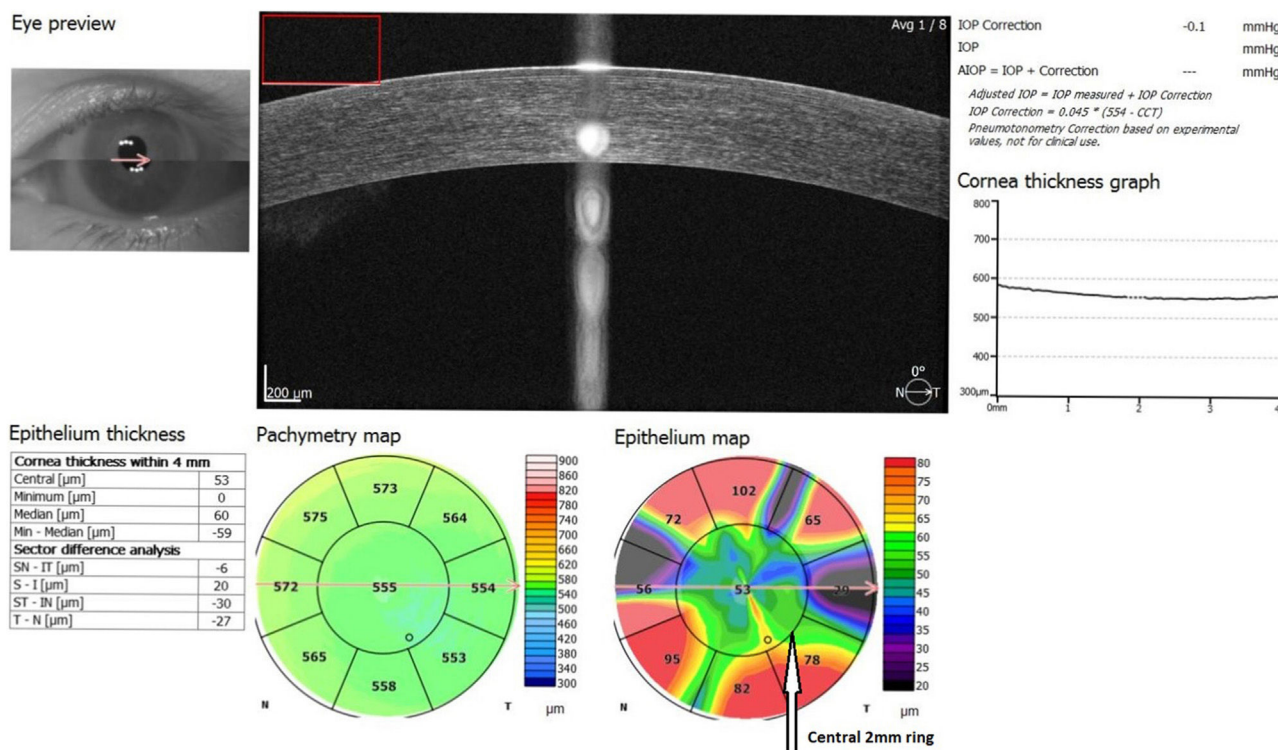 Eye preview
Avg 1 / 8
200 µm
0°
N T
IOP Correction -0.1 mmHg
IOP mmHg
AIOP = IOP + Correction --- mmHg
Adjusted IOP = IOP measured + IOP Correction
IOP Correction = 0.045 * (554 - CCT)
Pneumotonometry Correction based on experimental
values, not for clinical use.
Cornea thickness graph
800
700
600
500
400
300µm
0mm 1 2 3 4
Epithelium thickness
Cornea thickness within 4 mm
Central [µm] 53
Minimum [µm] 0
Median [µm] 60
Min - Median [µm] -59
Sector difference analysis
SN - IT [µm] -6
S - I [µm] 20
ST - IN [µm] -30
T - N [µm] -27
Pachymetry map
573
575 564
572 555 554
565 553
558
N T
900
860
820
780
740
700
660
620
580
540
500
460
420
380
340
300
µm
Epithelium map
102
72 65
56 53 29
95 78
82
N T
80
75
70
65
60
55
50
45
40
35
30
25
20
µm
Central 2mm ring